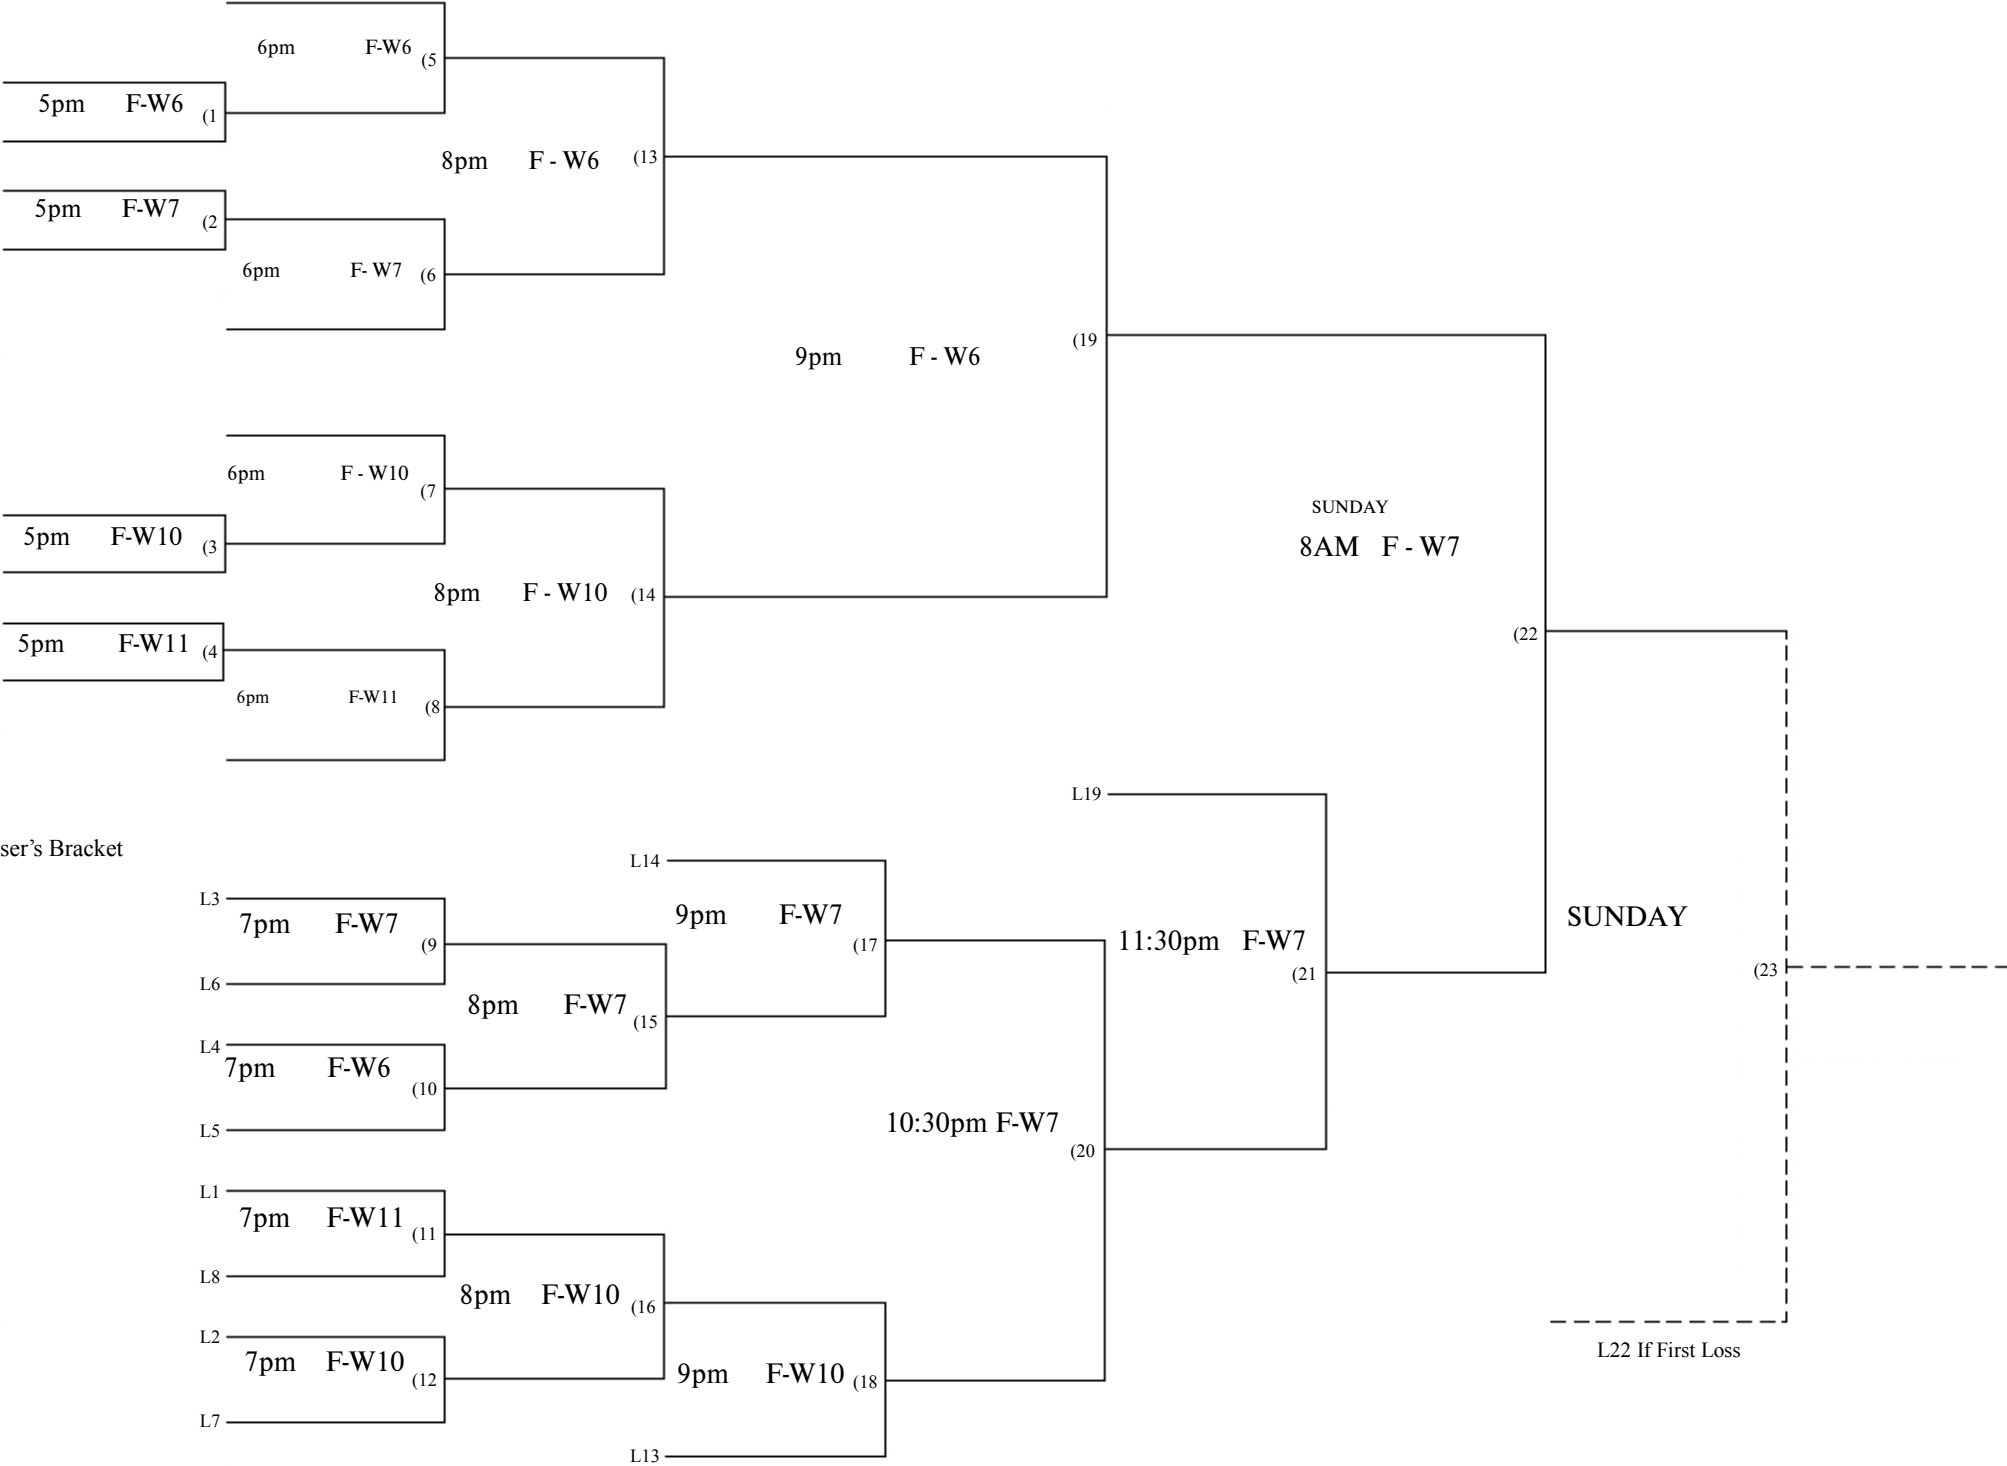 6pm F-W6 (5
5pm F-W6 (1
8pm F - W6 (13
5pm F-W7 (2
6pm F- W7 (6
9pm F - W6 (19
6pm F - W10 (7
SUNDAY
8AM F - W7
5pm F-W10 (3
8pm F - W10 (14
5pm F-W11 (4
(22
6pm F-W11 (8
L19
ser’s Bracket
L14
L3
7pm F-W7 (9
9pm F-W7 (17
11:30pm F-W7 (21
SUNDAY
(23
L6
8pm F-W7 (15
L4
7pm F-W6 (10
L5
10:30pm F-W7 (20
L1
7pm F-W11 (11
L8
8pm F-W10 (16
L2
7pm F-W10 (12
9pm F-W10 (18
L22 If First Loss
L7
L13